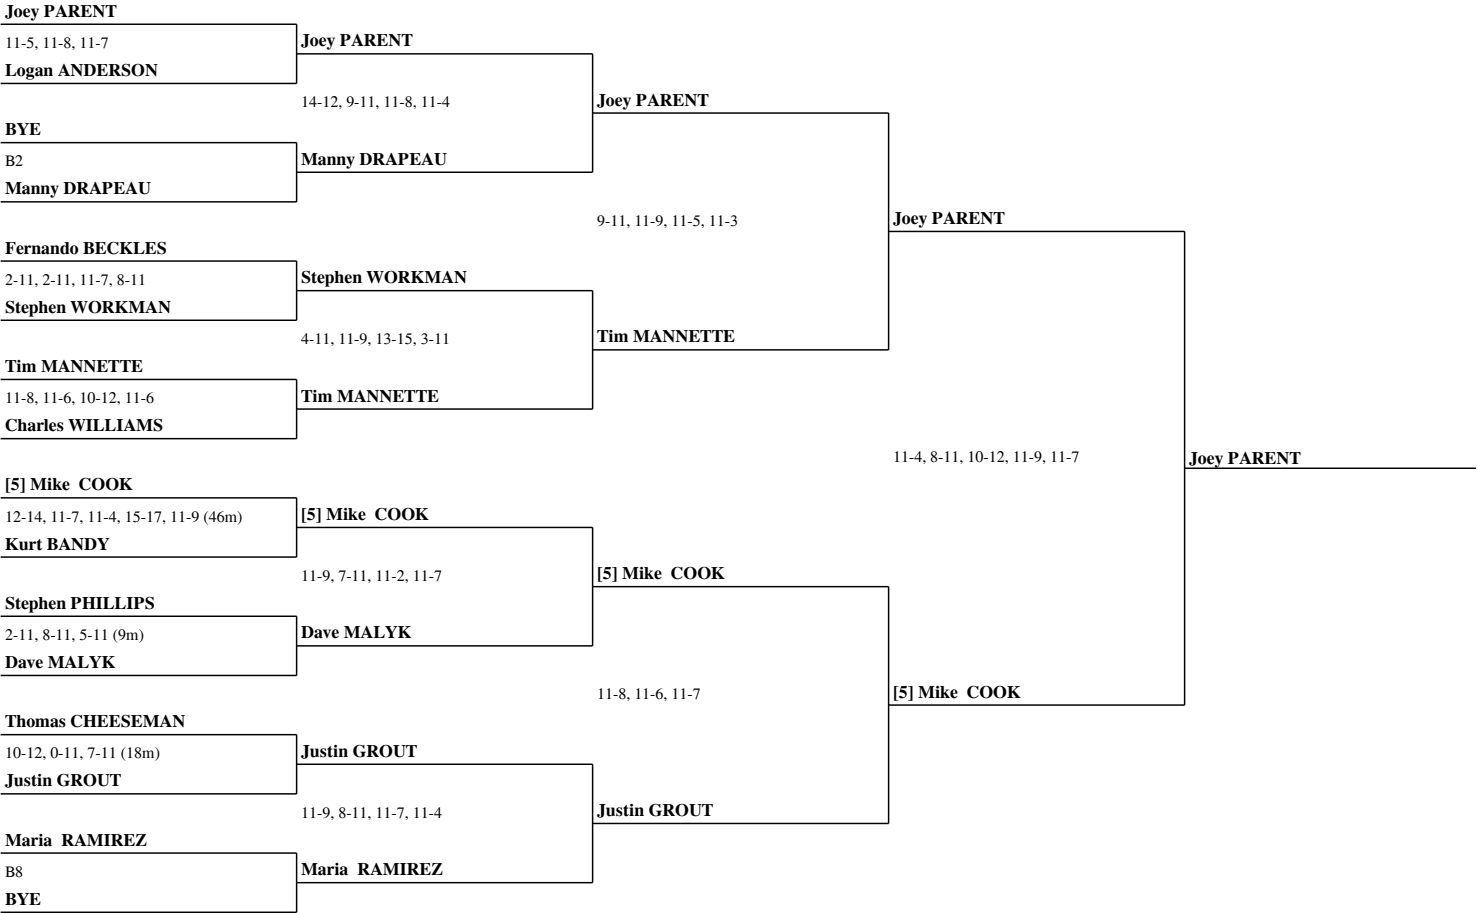 Joey PARENT
11-5, 11-8, 11-7
Logan ANDERSON
BYE
B2
Manny DRAPEAU
Fernando BECKLES
2-11, 2-11, 11-7, 8-11
Stephen WORKMAN
Tim MANNETTE
11-8, 11-6, 10-12, 11-6
Charles WILLIAMS
[5] Mike  COOK
12-14, 11-7, 11-4, 15-17, 11-9 (46m)
Kurt BANDY
Stephen PHILLIPS
2-11, 8-11, 5-11 (9m)
Dave MALYK
Thomas CHEESEMAN
10-12, 0-11, 7-11 (18m)
Justin GROUT
Maria  RAMIREZ
B8
BYE
Joey PARENT
14-12, 9-11, 11-8, 11-4
Manny DRAPEAU
Stephen WORKMAN
4-11, 11-9, 13-15, 3-11
Tim MANNETTE
[5] Mike  COOK
11-9, 7-11, 11-2, 11-7
Dave MALYK
Justin GROUT
11-9, 8-11, 11-7, 11-4
Maria  RAMIREZ
Joey PARENT
9-11, 11-9, 11-5, 11-3
Tim MANNETTE
[5] Mike  COOK
11-8, 11-6, 11-7
Justin GROUT
Joey PARENT
11-4, 8-11, 10-12, 11-9, 11-7
[5] Mike  COOK
Joey PARENT